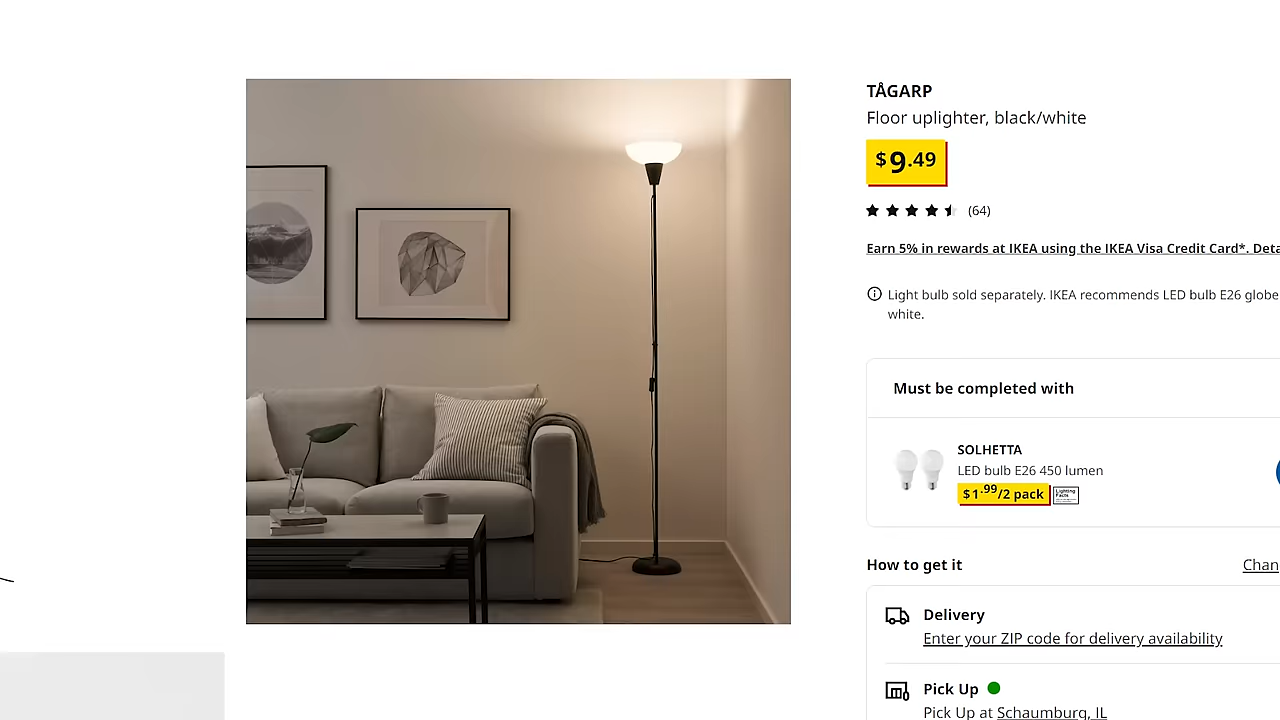 TÅGARP
Floor uplighter, black/white
$9.49
(64)
Earn 5% in rewards at IKEA using the IKEA Visa Credit Card*. Deta
Light bulb sold separately. IKEA recommends LED bulb E26 globe
white.
Must be completed with
SOLHETTA
LED bulb E26 450 lumen
$1.99/2 pack
Lighting
Facts
How to get it
Chan
Delivery
Enter your ZIP code for delivery availability
Pick Up
Pick Up at Schaumburg, IL